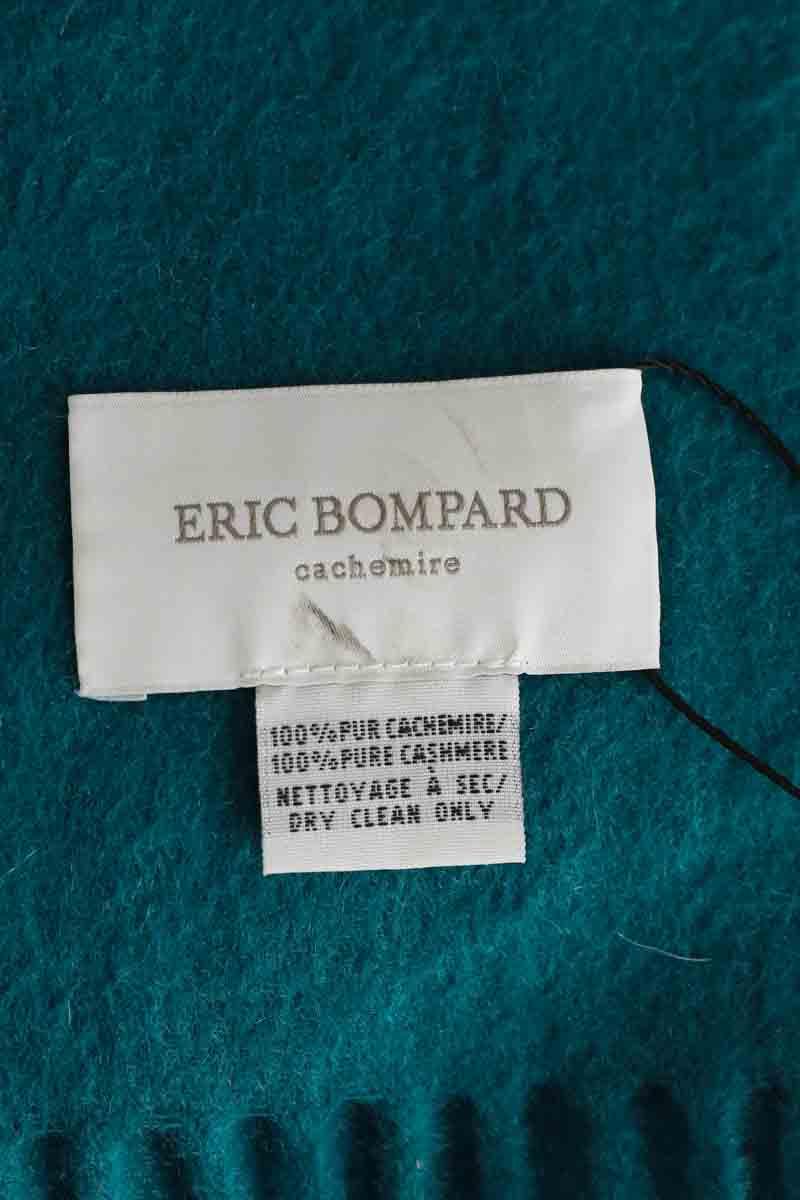 ERIC BOMPARD
cachemire
100% PUR CACHEMIRE/
100% PURE CASHMERE
NETTOYAGE À SEC/
DRY CLEAN ONLY